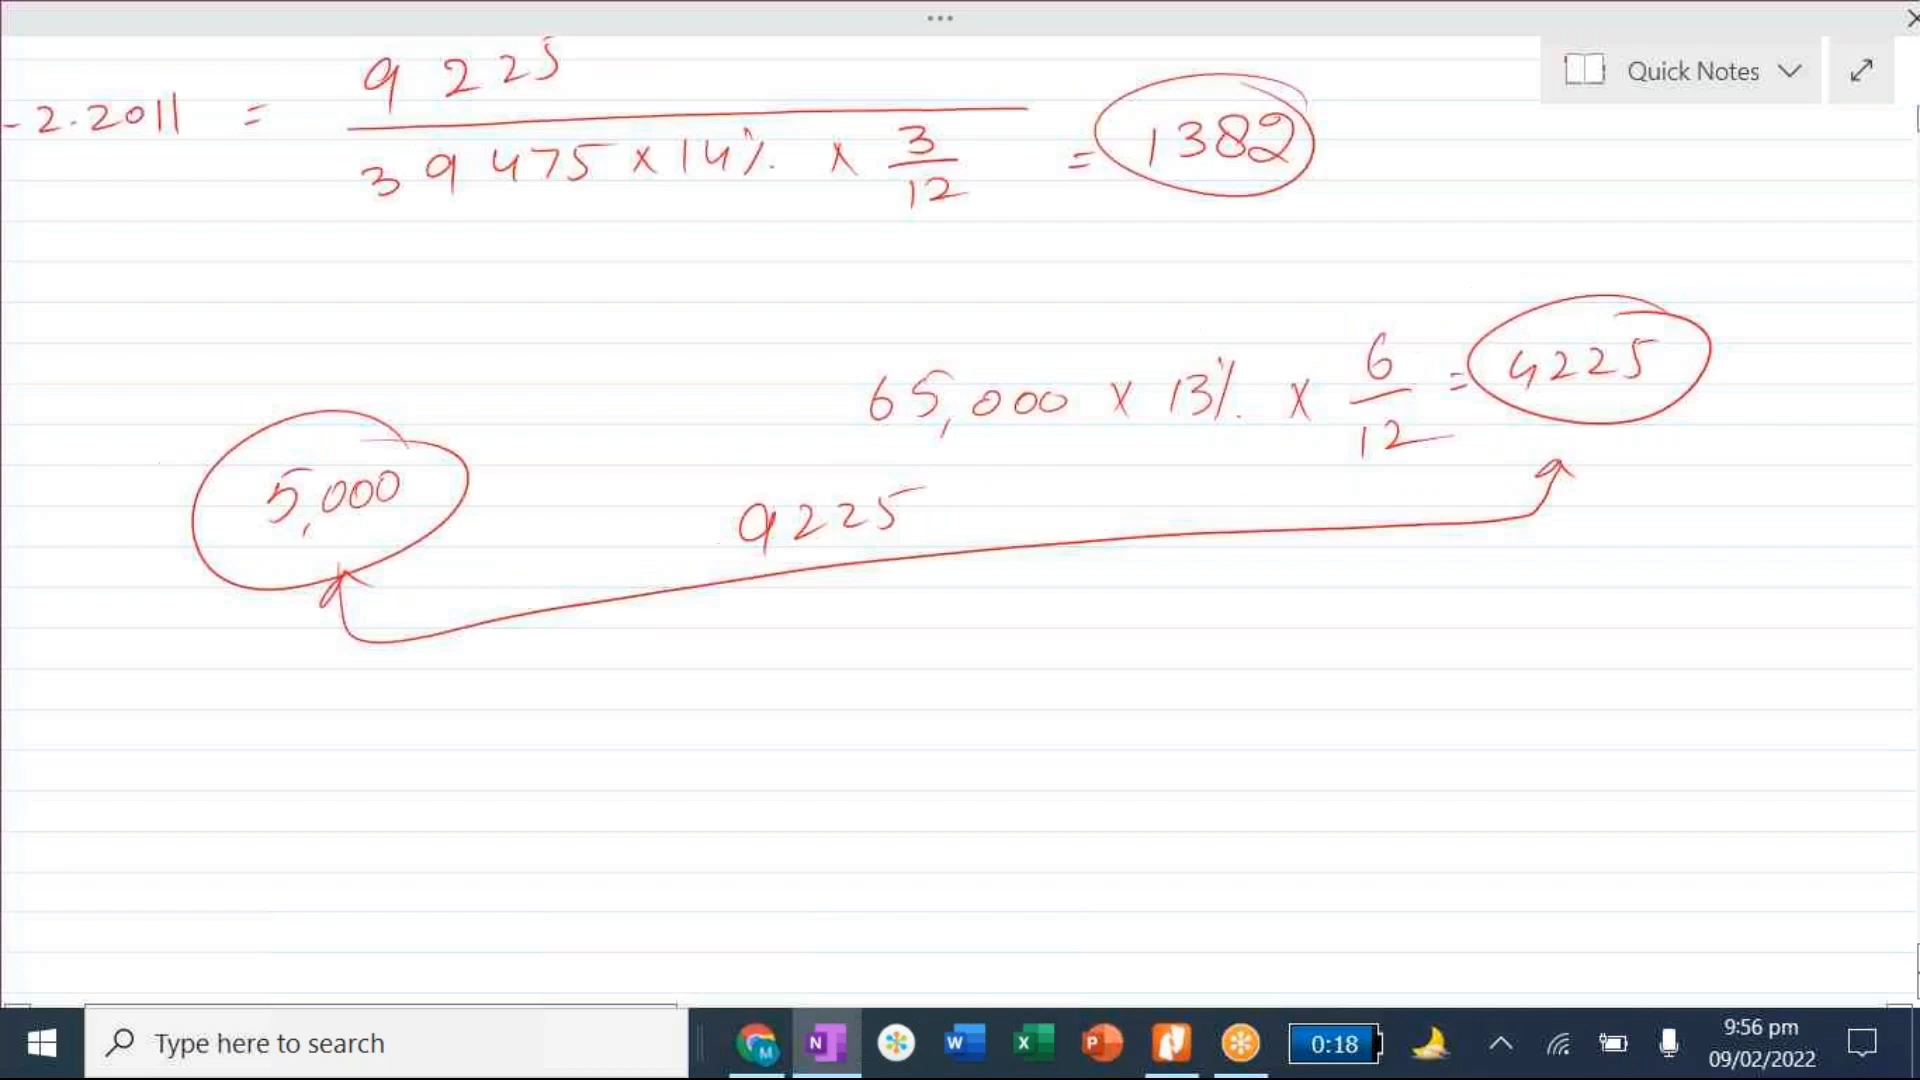 ...
Quick Notes
9225
-2.2011 =
39475 x 14% x 3/12 = 1382
65,000 x 13% x 6/12 = 4225
5,000
9225
Type here to search
0:18
9:56 pm
09/02/2022